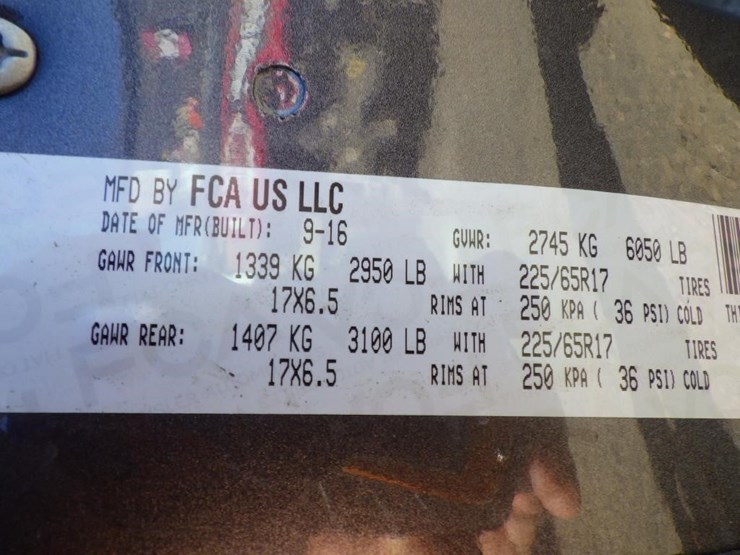 MFD BY FCA US LLC
DATE OF MFR(BUILT): 9-16 GVWR: 2745 KG 6050 LB
GAWR FRONT: 1339 KG 2950 LB WITH 225/65R17 TIRES
17X6.5 RIMS AT 250 KPA ( 36 PSI) COLD
GAWR REAR: 1407 KG 3100 LB WITH 225/65R17 TIRES
17X6.5 RIMS AT 250 KPA ( 36 PSI) COLD